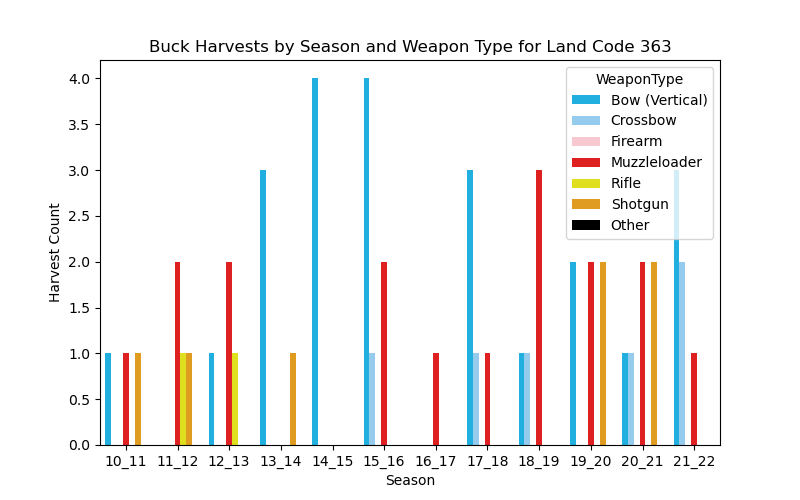 Buck Harvests by Season and Weapon Type for Land Code 363
WeaponType
Bow (Vertical)
Crossbow
Firearm
Muzzleloader
Rifle
Shotgun
Other
Harvest Count
4.0
3.5
3.0
2.5
2.0
1.5
1.0
0.5
0.0
10_11 11_12 12_13 13_14 14_15 15_16 16_17 17_18 18_19 19_20 20_21 21_22
Season